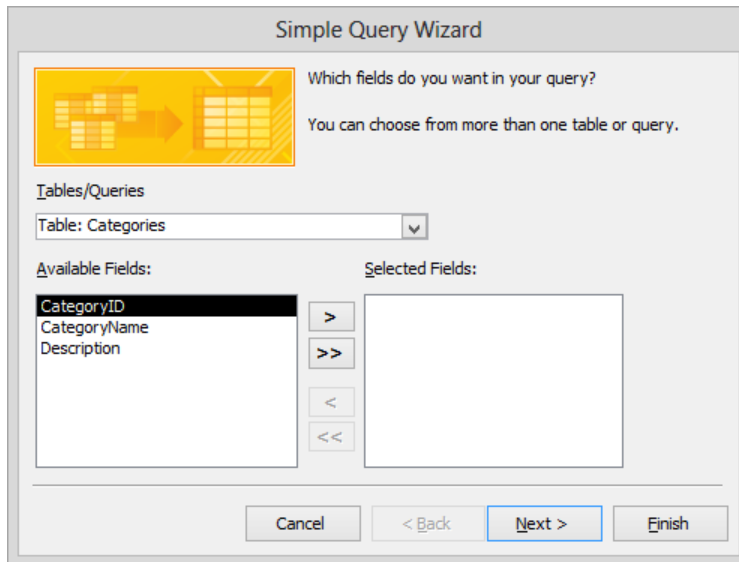 Simple Query Wizard
Which fields do you want in your query?
You can choose from more than one table or query.
Tables/Queries
Table: Categories
Available Fields:
Selected Fields:
CategoryID
CategoryName
Description
>
>>
<
<<
Cancel
< Back
Next >
Finish